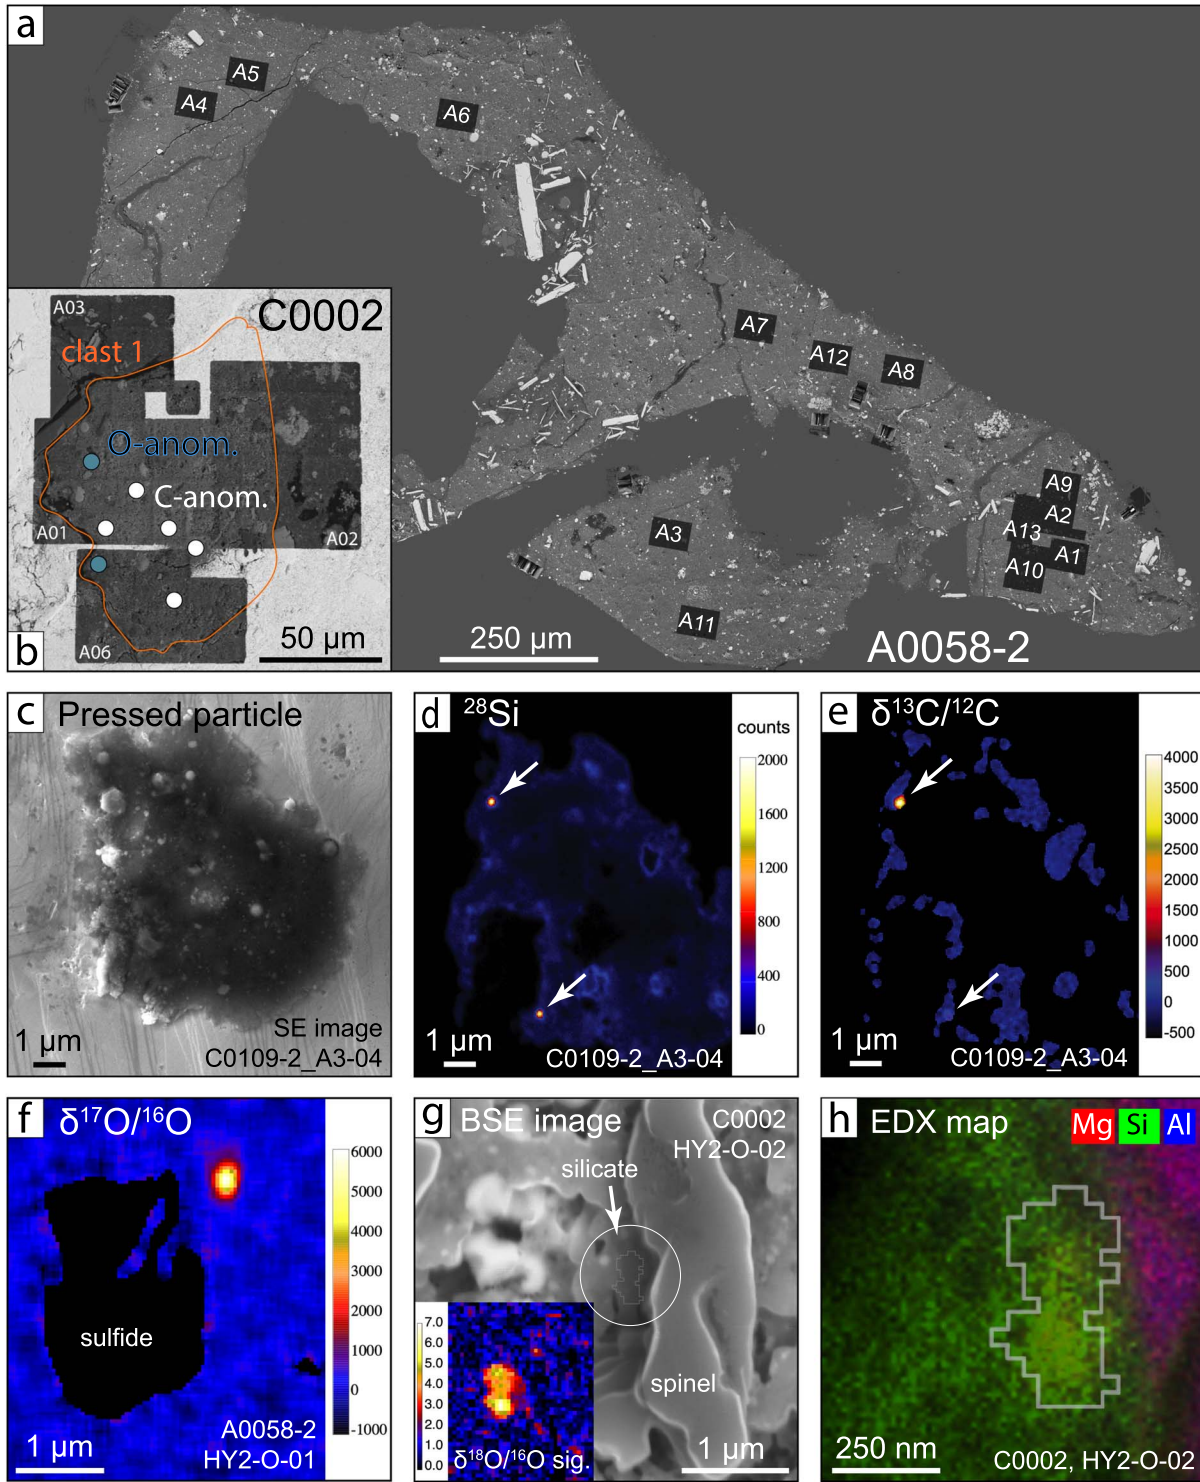 a
A5
A4
A6
A7
A12
A8
A9
A2
A13
A1
A10
A3
A11
250 µm
A0058-2
A03
C0002
clast 1
O-anom.
C-anom.
A01
A02
A06
b
50 µm
c
Pressed particle
1 µm
SE image
C0109-2_A3-04
d
²⁸Si
counts
2000
1600
1200
800
400
0
1 µm
C0109-2_A3-04
e
δ¹³C/¹²C
4000
3500
3000
2500
2000
1500
1000
500
0
-500
1 µm
C0109-2_A3-04
f
δ¹⁷O/¹⁶O
6000
5000
4000
3000
2000
1000
0
-1000
sulfide
1 µm
A0058-2
HY2-O-01
g
BSE image
C0002
HY2-O-02
silicate
7.0
6.0
5.0
4.0
3.0
2.0
1.0
0.0
δ¹⁸O/¹⁶O sig.
spinel
1 µm
h
EDX map
Mg Si Al
250 nm
C0002, HY2-O-02